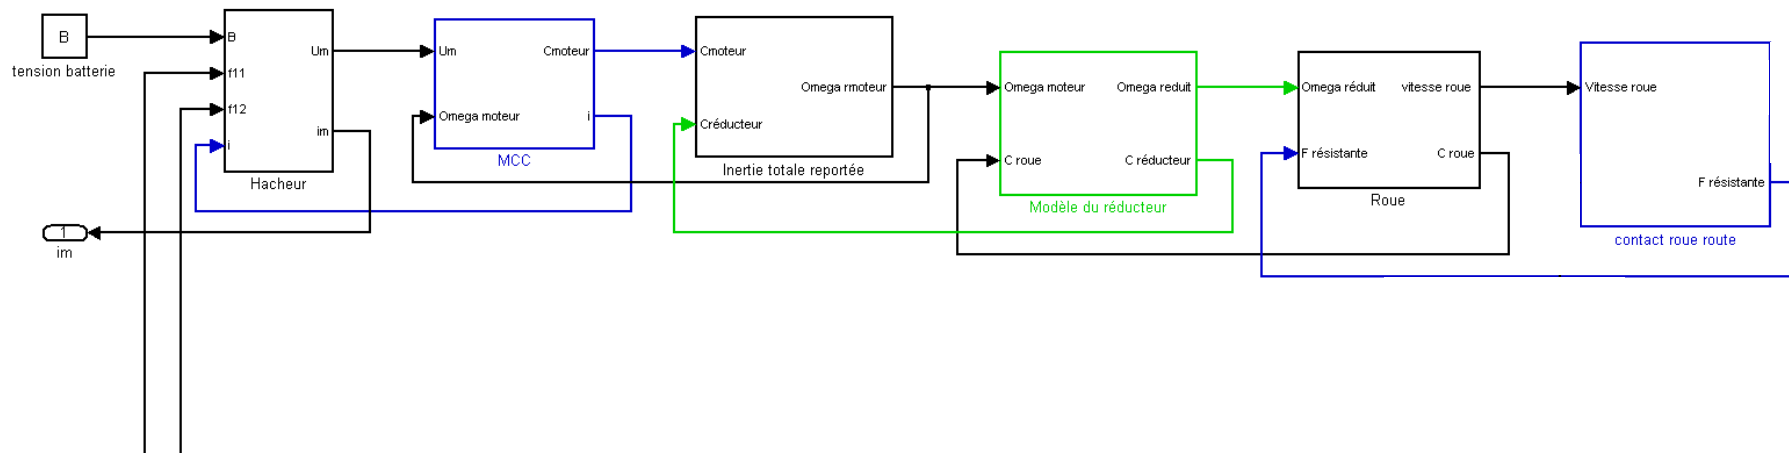 B
tension batterie
B
f11
f12
i
Um
im
Hacheur
1
im
Um
Omega moteur
Cmoteur
i
MCC
Cmoteur
Créducteur
Omega rmoteur
Inertie totale reportée
Omega moteur
C roue
Omega reduit
C réducteur
Modèle du réducteur
Omega réduit
F résistante
vitesse roue
C roue
Roue
Vitesse roue
F résistante
contact roue route